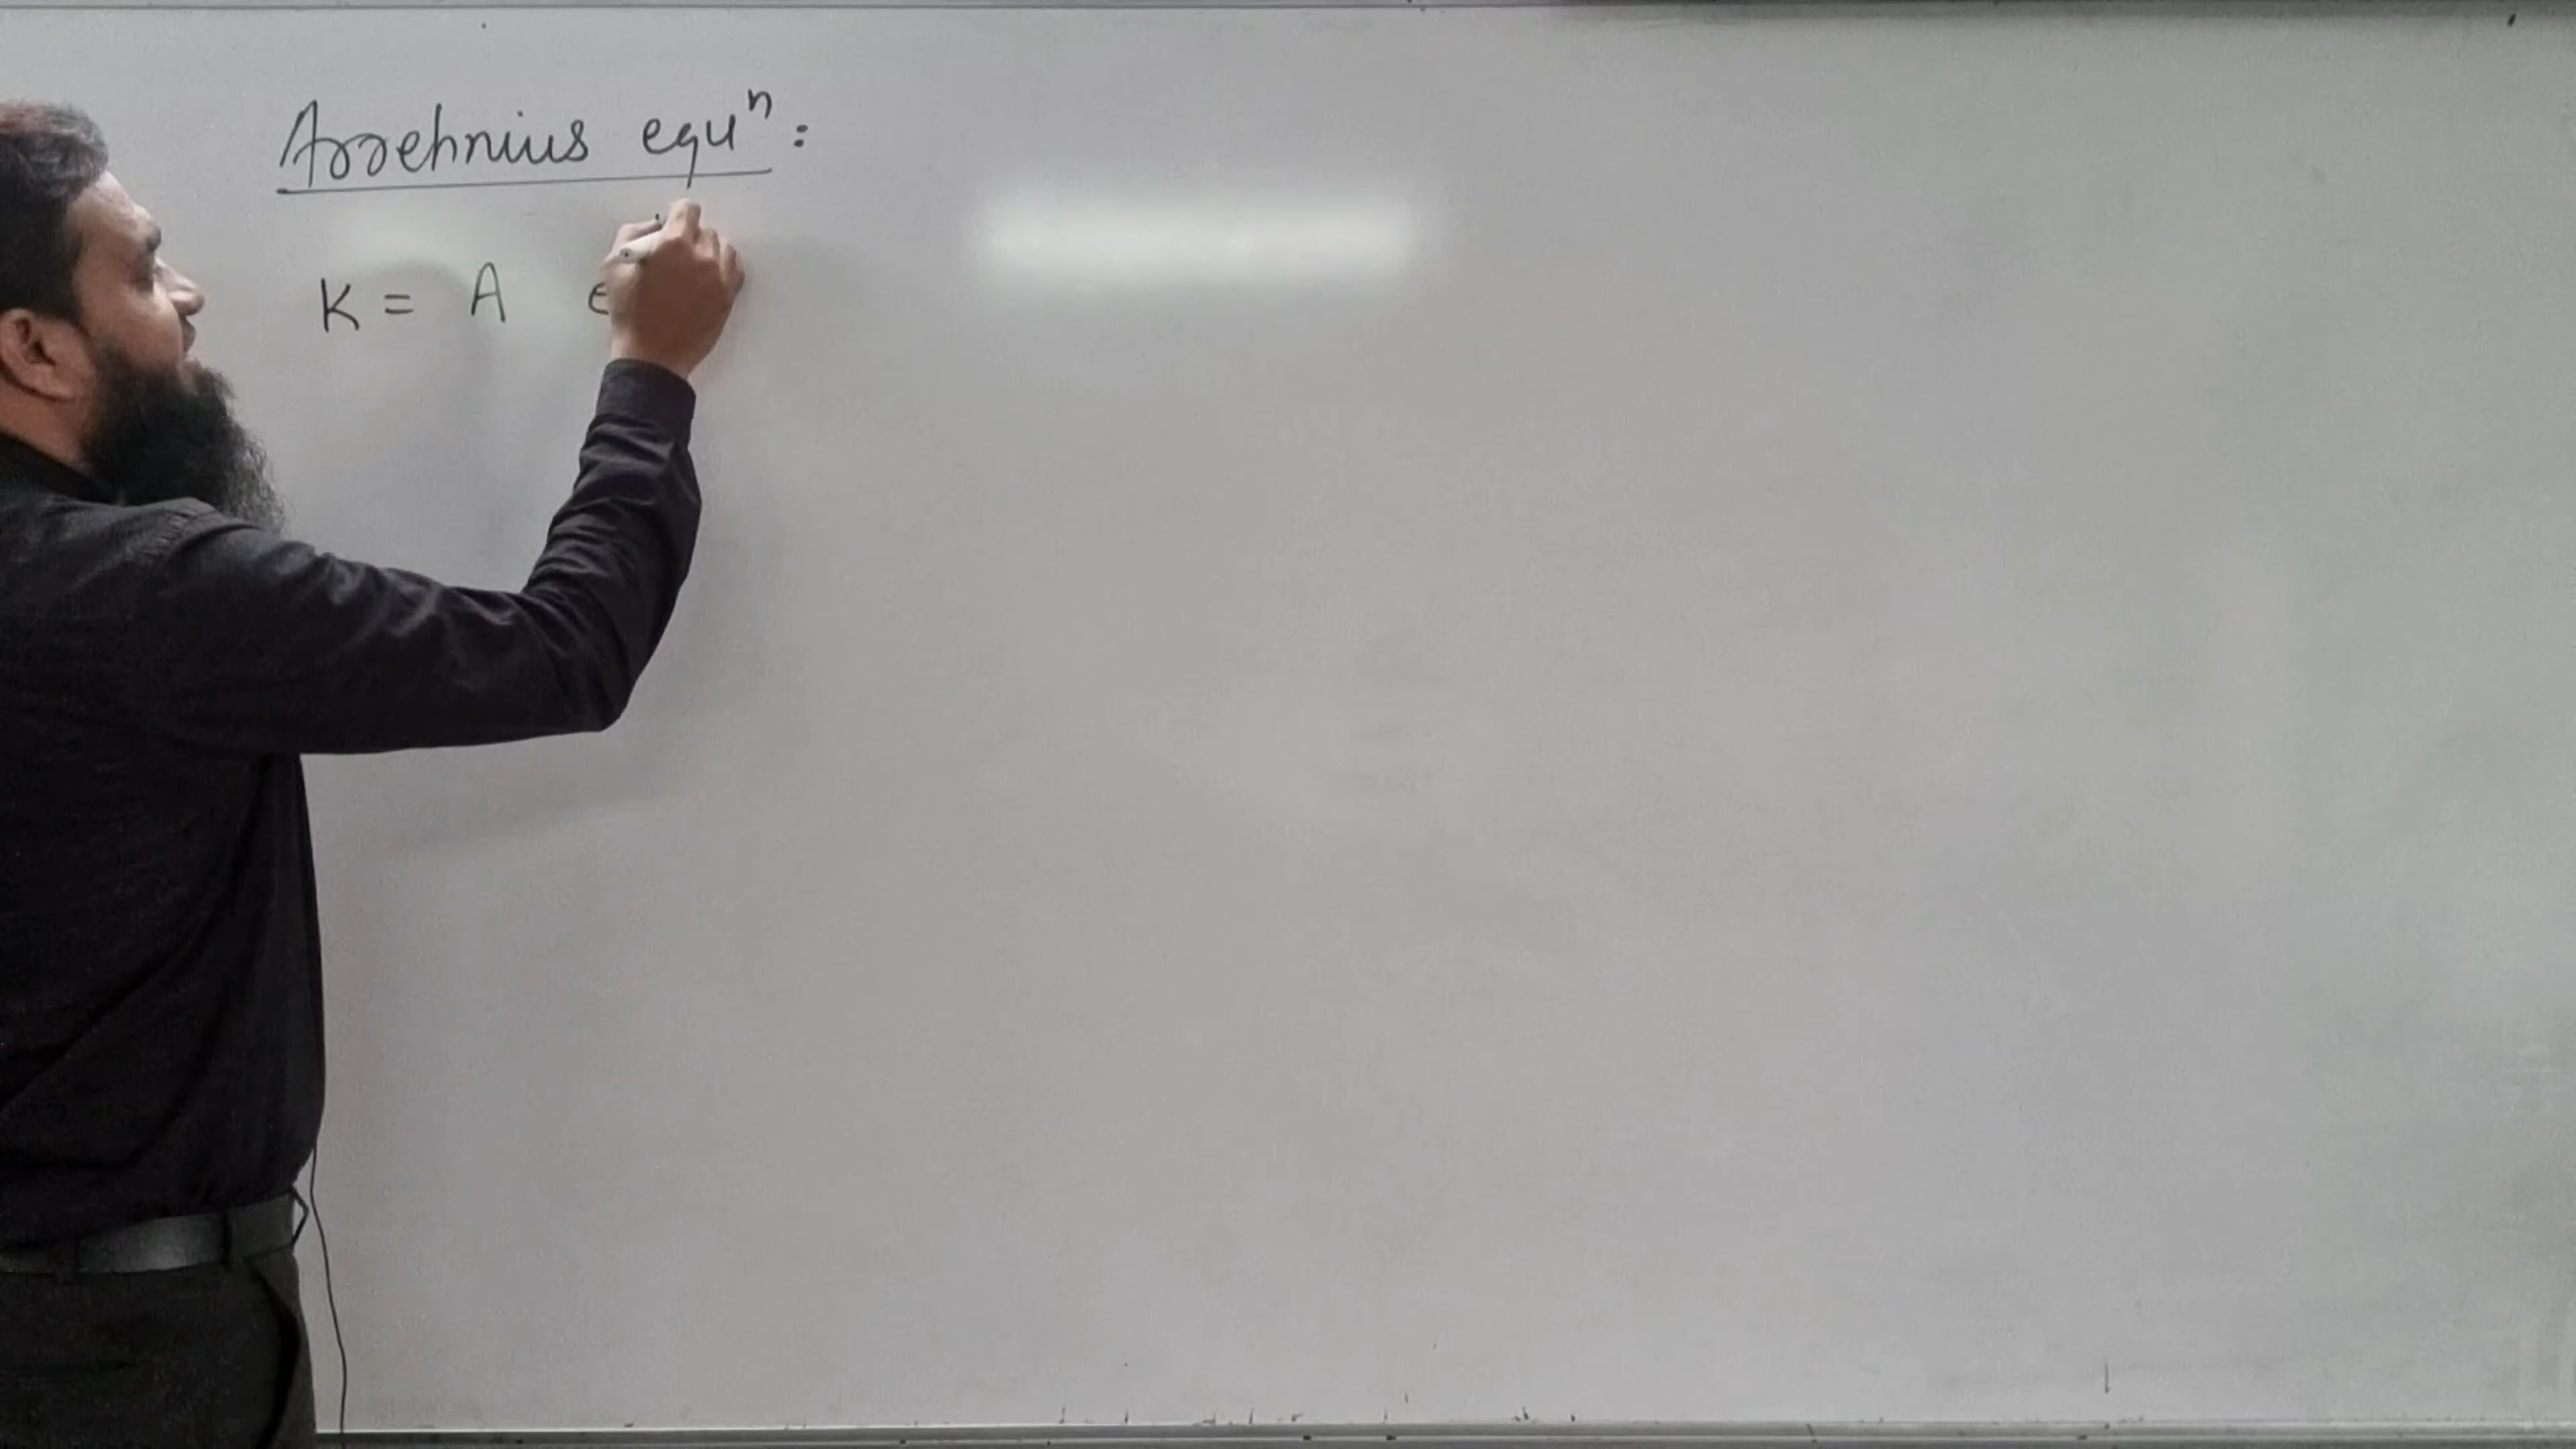 Arrehnius equⁿ :
K = A e